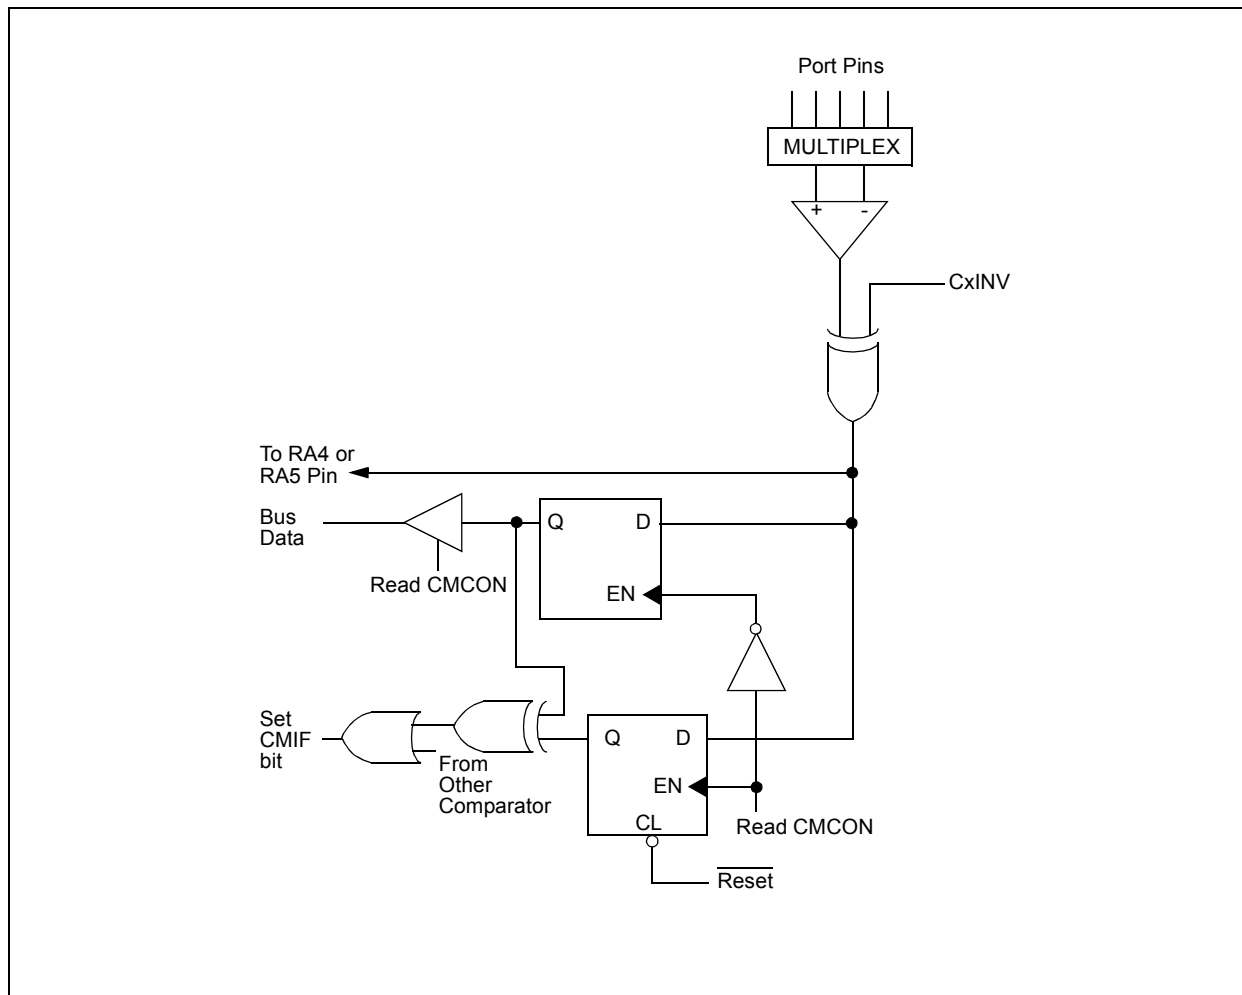 Port Pins
MULTIPLEX
+ -
CxINV
To RA4 or
RA5 Pin
Bus
Data
Q D
Read CMCON
EN
Set
CMIF
bit
From
Other
Comparator
Q D
EN
CL
Read CMCON
Reset